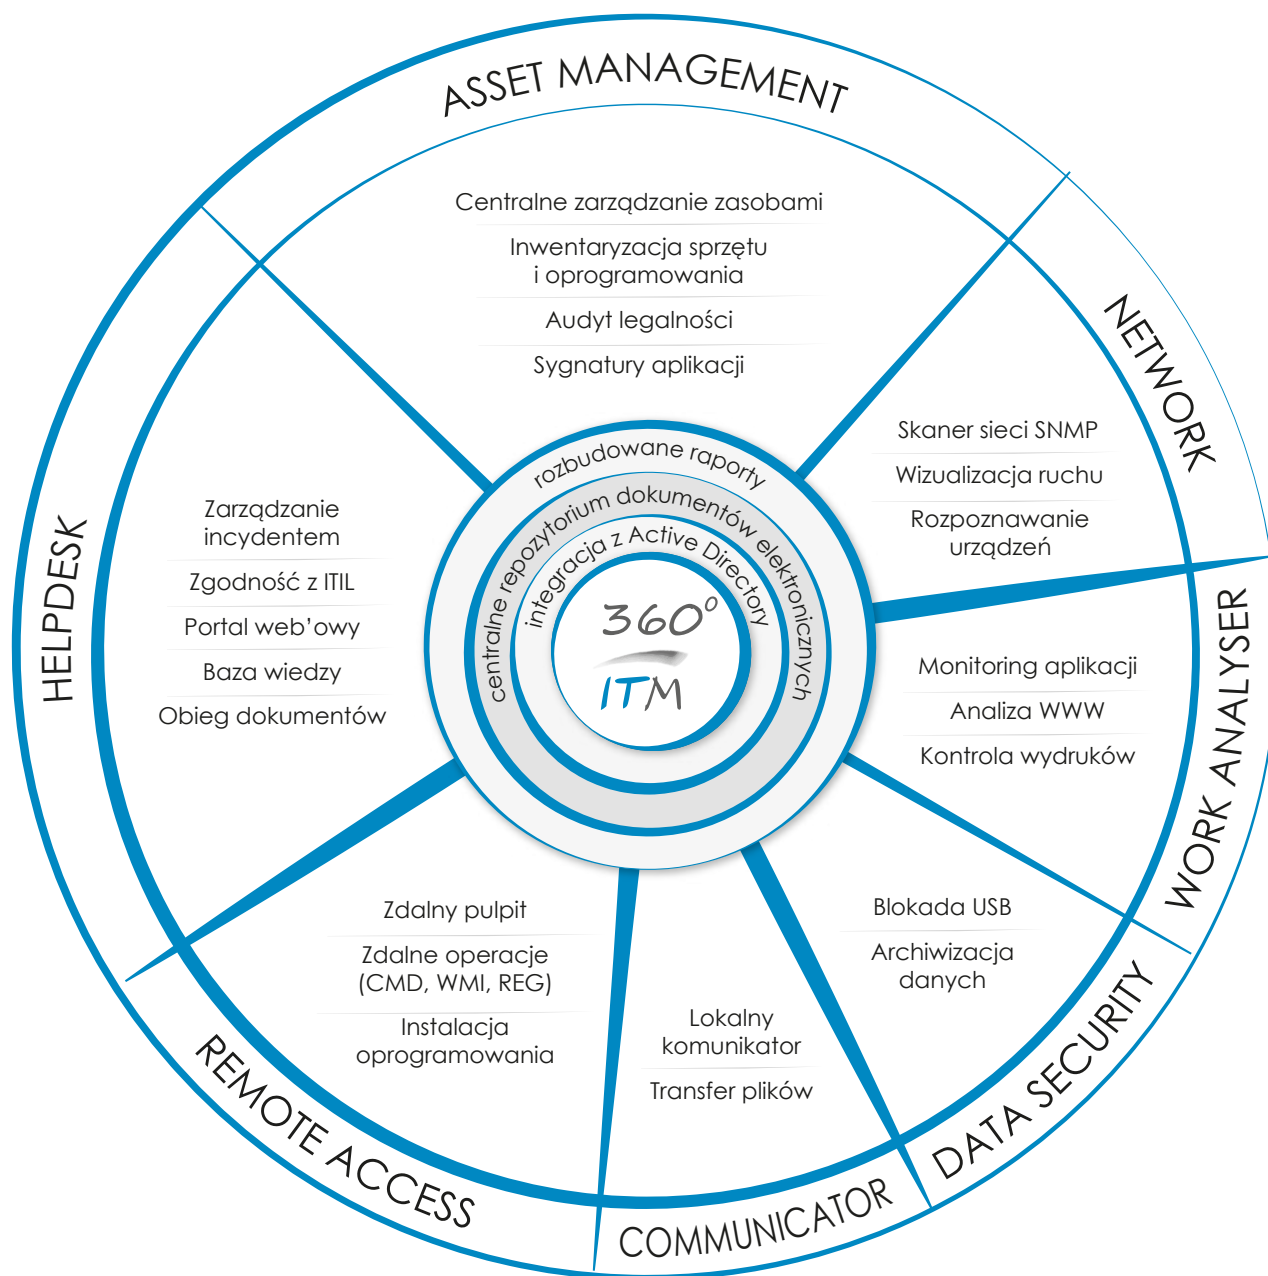 ASSET MANAGEMENT
Centralne zarządzanie zasobami
Inwentaryzacja sprzętu
i oprogramowania
Audyt legalności
Sygnatury aplikacji
NETWORK
Skaner sieci SNMP
Wizualizacja ruchu
Rozpoznawanie
urządzeń
WORK ANALYSER
Monitoring aplikacji
Analiza WWW
Kontrola wydruków
DATA SECURITY
Blokada USB
Archiwizacja
danych
COMMUNICATOR
Lokalny
komunikator
Transfer plików
REMOTE ACCESS
Zdalny pulpit
Zdalne operacje
(CMD, WMI, REG)
Instalacja
oprogramowania
HELPDESK
Zarządzanie
incydentem
Zgodność z ITIL
Portal web'owy
Baza wiedzy
Obieg dokumentów
rozbudowane raporty
centralne repozytorium dokumentów elektronicznych
integracja z Active Directory
360°
ITM